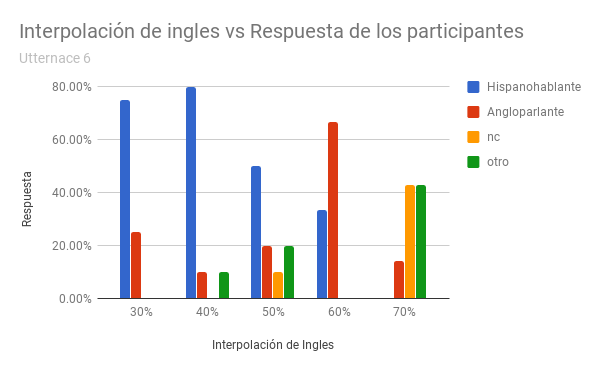 Interpolación de ingles vs Respuesta de los participantes
Utternace 6
80.00%
60.00%
40.00%
20.00%
0.00%
Respuesta
30%
40%
50%
60%
70%
Interpolación de Ingles
Hispanohablante
Angloparlante
nc
otro